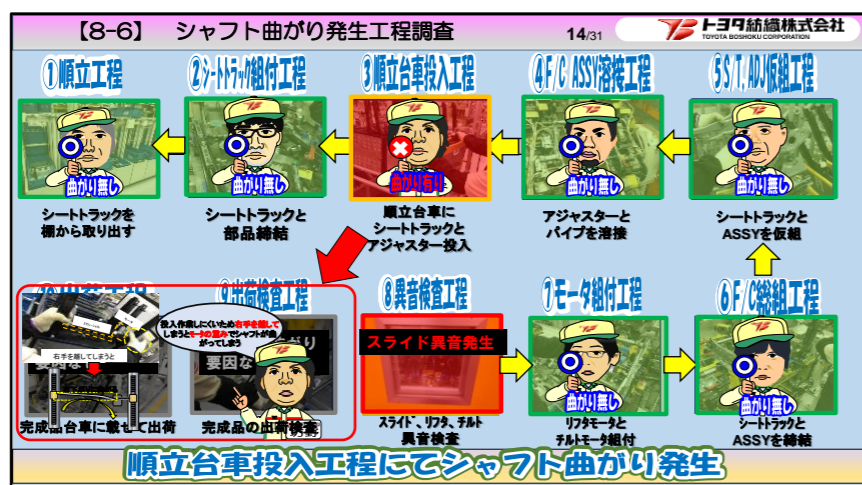 【8-6】 シャフト曲がり発生工程調査
14/31
トヨタ紡織株式会社
TOYOTA BOSHOKU CORPORATION
①順立工程
②シートトラック組付工程
③順立台車投入工程
④F/C ASSY溶接工程
⑤S/T, ADJ仮組工程
曲がり無し
曲がり無し
曲がり有り
曲がり無し
曲がり無し
シートトラックを
棚から取り出す
シートトラックと
部品締結
順立台車に
シートトラックと
アジャスター投入
アジャスターと
パイプを溶接
シートトラックと
ASSYを仮組
⑨出荷検査工程
⑧異音検査工程
⑦モータ組付工程
⑥F/C総組工程
投入作業しにくいため右手を離して
しまうとモータの重みでシャフトが曲
がってしまう
右手を離してしまうと
要因な
要因な
がり
スライド異音発生
曲がり無し
曲がり無し
完成品台車に載せて出荷
完成品の出荷検査
スライド、リフタ、チルト
異音検査
リフタモータと
チルトモータ組付
シートトラックと
ASSYを締結
順立台車投入工程にてシャフト曲がり発生